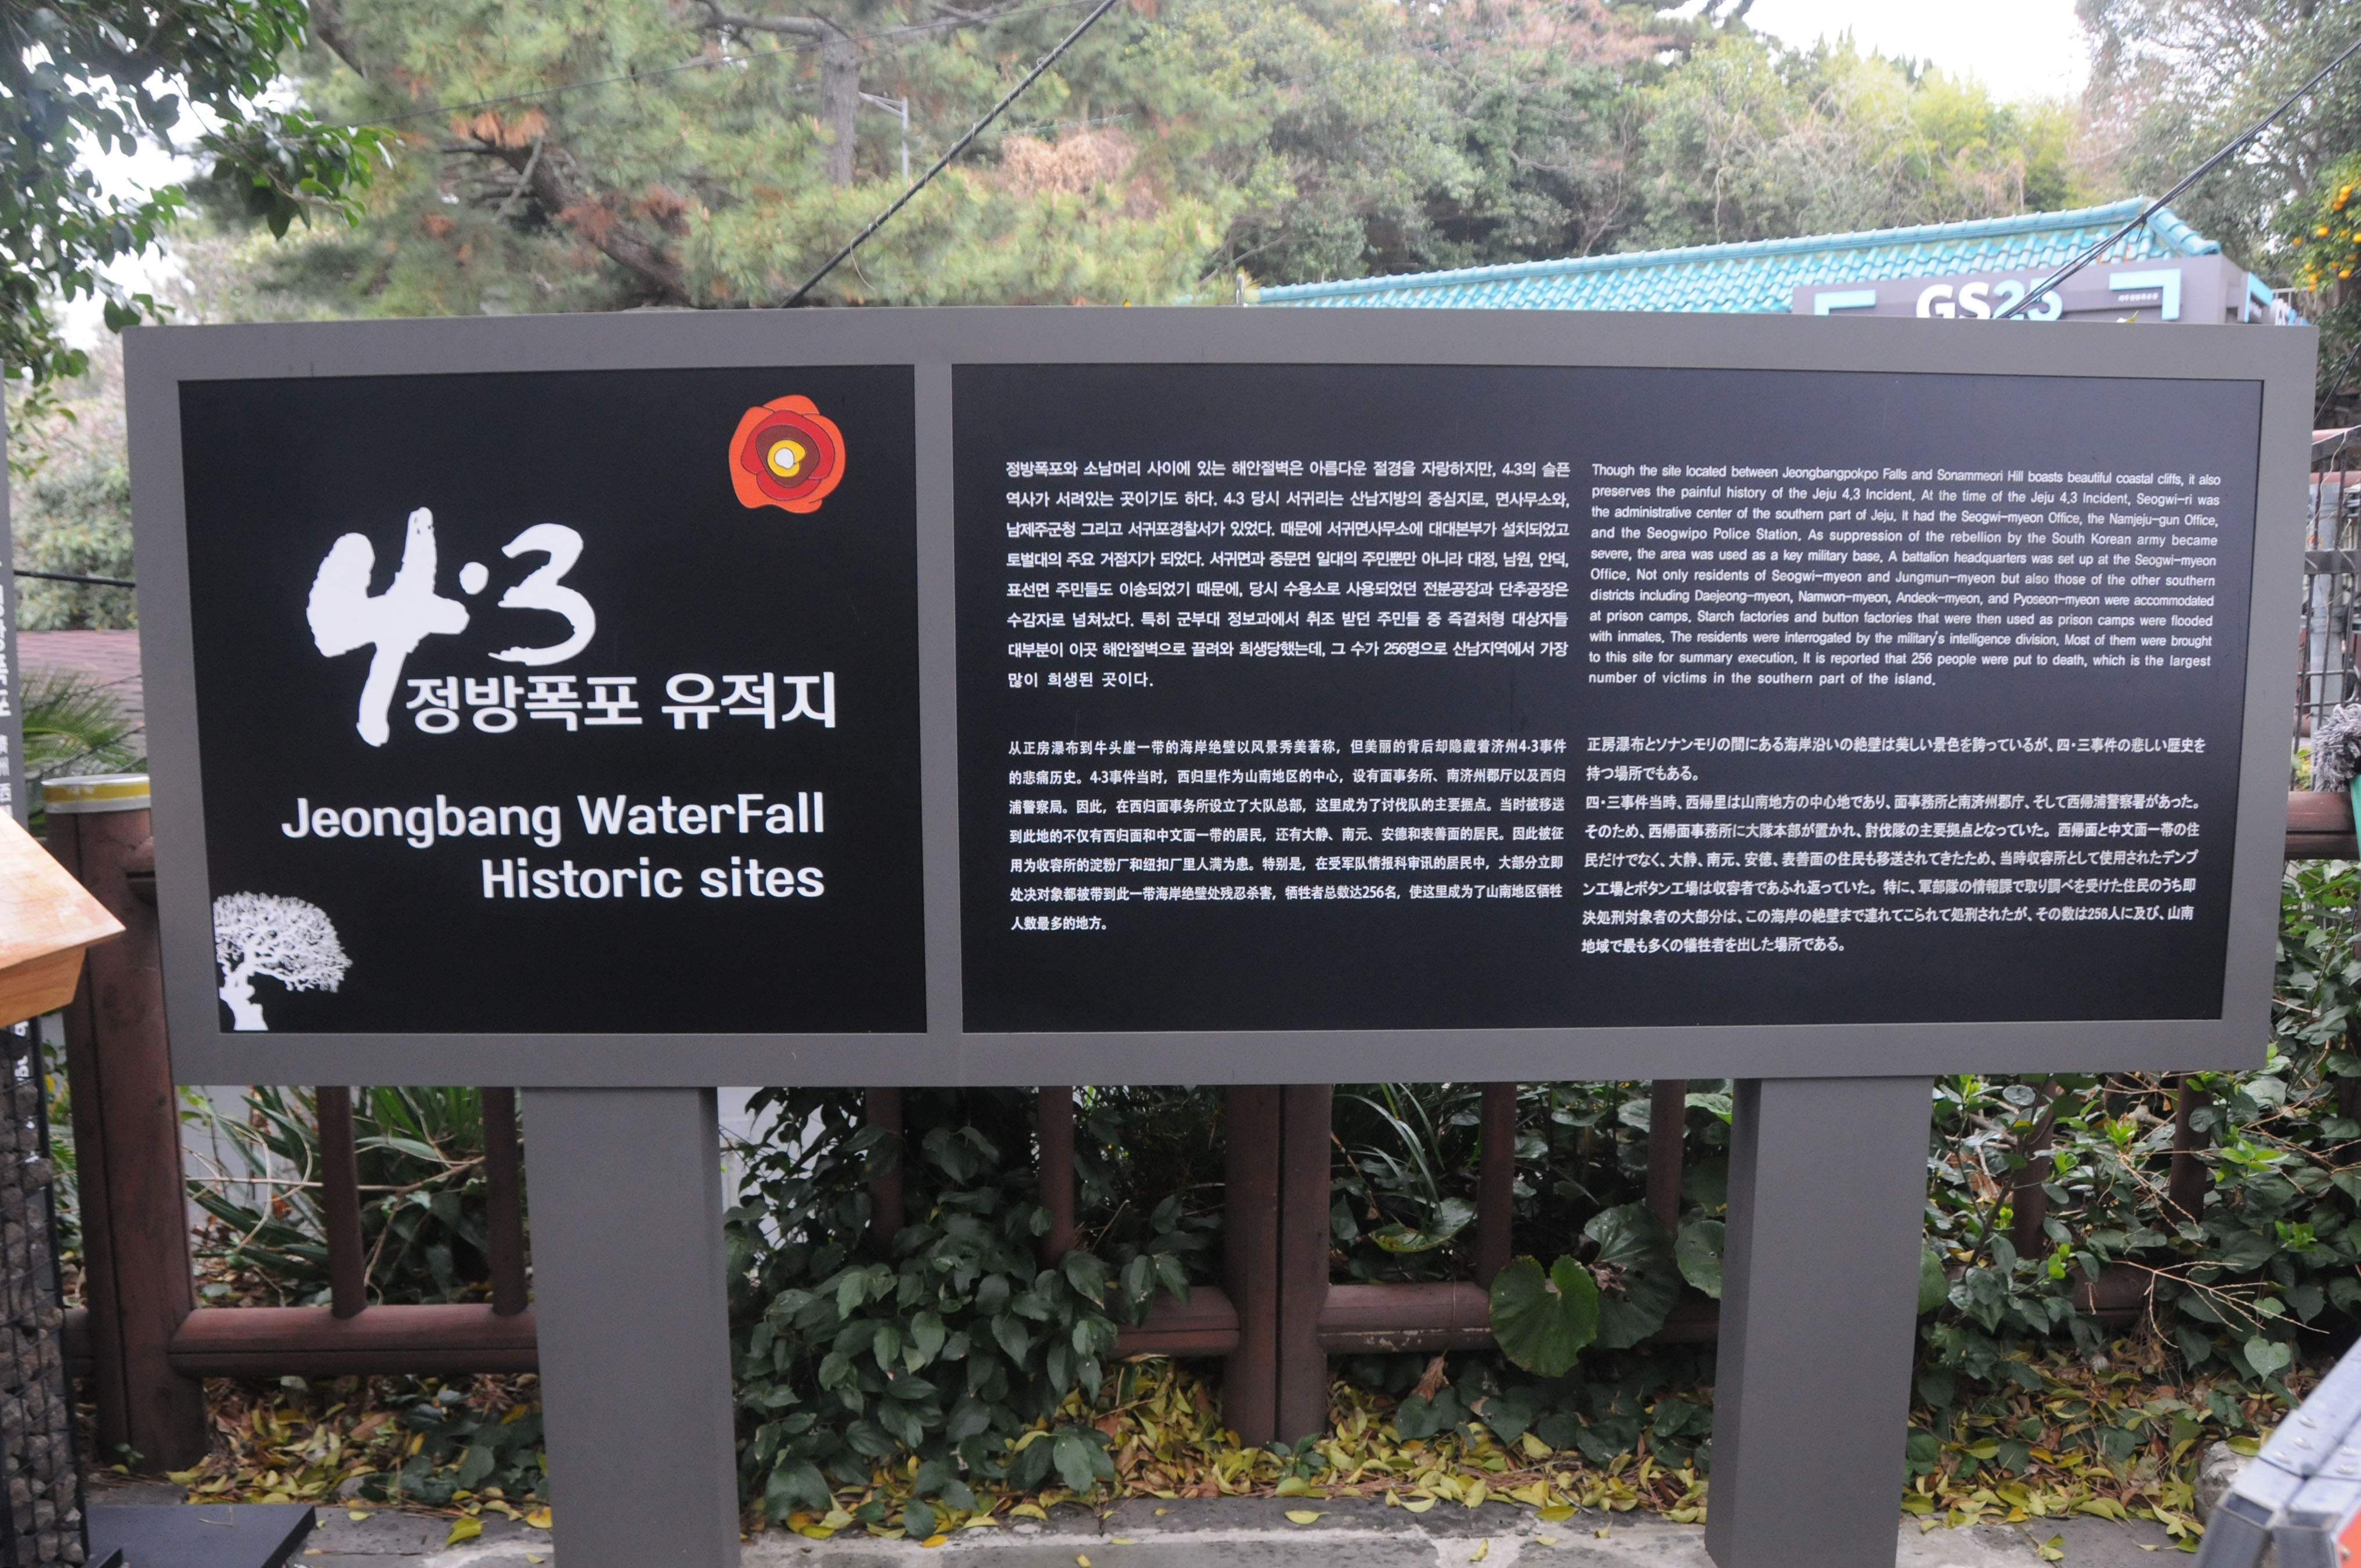 GS25
4·3
정방폭포 유적지
Jeongbang WaterFall
Historic sites
정방폭포와 소남머리 사이에 있는 해안절벽은 아름다운 절경을 자랑하지만, 4·3의 슬픈
역사가 서려있는 곳이기도 하다. 4·3 당시 서귀리는 산남지방의 중심지로, 면사무소와,
남제주군청 그리고 서귀포경찰서가 있었다. 때문에 서귀면사무소에 대대본부가 설치되었고
토벌대의 주요 거점지가 되었다. 서귀면과 중문면 일대의 주민뿐만 아니라 대정, 남원, 안덕,
표선면 주민들도 이송되었기 때문에, 당시 수용소로 사용되었던 전분공장과 단추공장은
수감자로 넘쳐났다. 특히 군부대 정보과에서 취조 받던 주민들 중 즉결처형 대상자들
대부분이 이곳 해안절벽으로 끌려와 희생당했는데, 그 수가 256명으로 산남지역에서 가장
많이 희생된 곳이다.
Though the site located between Jeongbangpokpo Falls and Sonammeori Hill boasts beautiful coastal cliffs, it also
preserves the painful history of the Jeju 4.3 Incident. At the time of the Jeju 4.3 Incident, Seogwi-ri was
the administrative center of the southern part of Jeju. It had the Seogwi-myeon Office, the Namjeju-gun Office,
and the Seogwipo Police Station. As suppression of the rebellion by the South Korean army became
severe, the area was used as a key military base. A battalion headquarters was set up at the Seogwi-myeon
Office. Not only residents of Seogwi-myeon and Jungmun-myeon but also those of the other southern
districts including Daejeong-myeon, Namwon-myeon, Andeok-myeon, and Pyoseon-myeon were accommodated
at prison camps. Starch factories and button factories that were then used as prison camps were flooded
with inmates. The residents were interrogated by the military's intelligence division. Most of them were brought
to this site for summary execution. It is reported that 256 people were put to death, which is the largest
number of victims in the southern part of the island.
从正房瀑布到牛头崖一带的海岸绝壁以风景秀美著称，但美丽的背后却隐藏着济州4·3事件
的悲痛历史。4·3事件当时，西归里作为山南地区的中心，设有面事务所、南济州郡厅以及西归
浦警察局。因此，在西归面事务所设立了大队总部，这里成为了讨伐队的主要据点。当时被移送
到此地的不仅有西归面和中文面一带的居民，还有大静、南元、安德和表善面的居民。因此被征
用为收容所的淀粉厂和纽扣厂里人满为患。特别是，在受军队情报科审讯的居民中，大部分立即
处决对象都被带到此一带海岸绝壁处残忍杀害，牺牲者总数达256名，使这里成为了山南地区牺牲
人数最多的地方。
正房瀑布とソナンモリの間にある海岸沿いの絶壁は美しい景色を誇っているが、四・三事件の悲しい歴史を
持つ場所でもある。
四・三事件当時、西帰里は山南地方の中心地であり、面事務所と南済州郡庁、そして西帰浦警察署があった。
そのため、西帰面事務所に大隊本部が置かれ、討伐隊の主要拠点となっていた。西帰面と中文面一帯の住
民だけでなく、大静、南元、安徳、表善面の住民も移送されてきたため、当時収容所として使用されたデンプ
ン工場とボタン工場は収容者であふれ返っていた。特に、軍部隊の情報課で取り調べを受けた住民のうち即
決処刑対象者の大部分は、この海岸の絶壁まで連れてこられて処刑されたが、その数は256人に及び、山南
地域で最も多くの犠牲者を出した場所である。